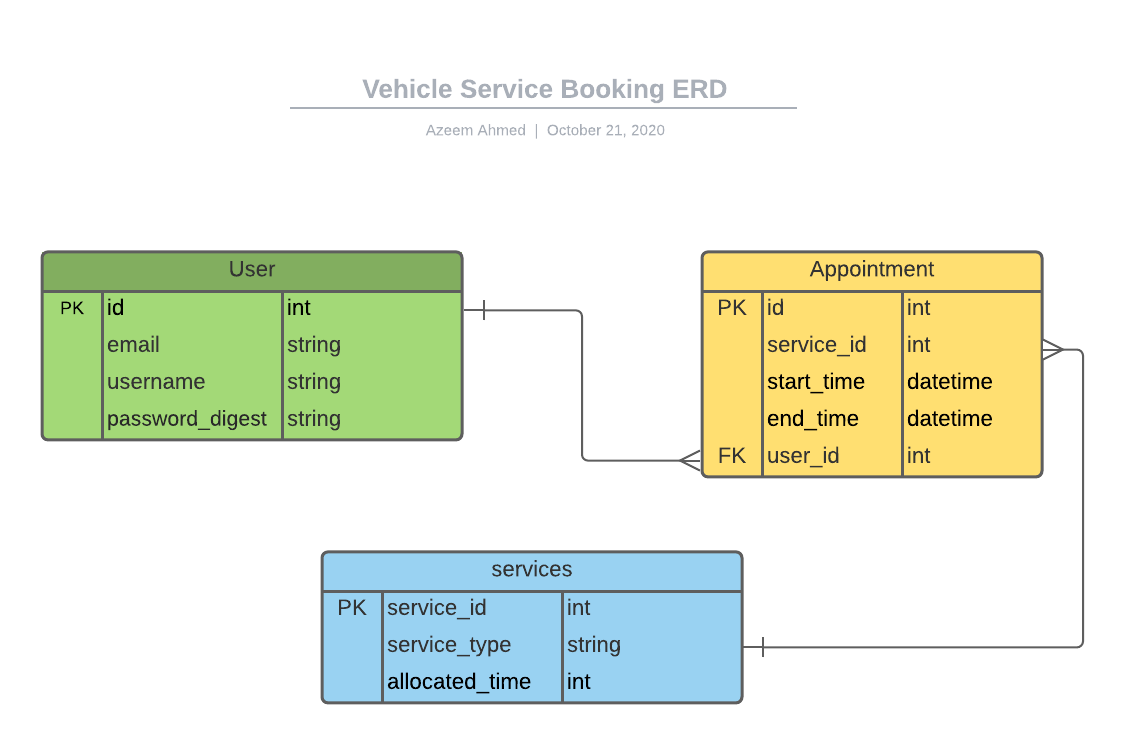 Vehicle Service Booking ERD
Azeem Ahmed | October 21, 2020
User
PK id int
email string
username string
password_digest string
Appointment
PK id int
service_id int
start_time datetime
end_time datetime
FK user_id int
services
PK service_id int
service_type string
allocated_time int